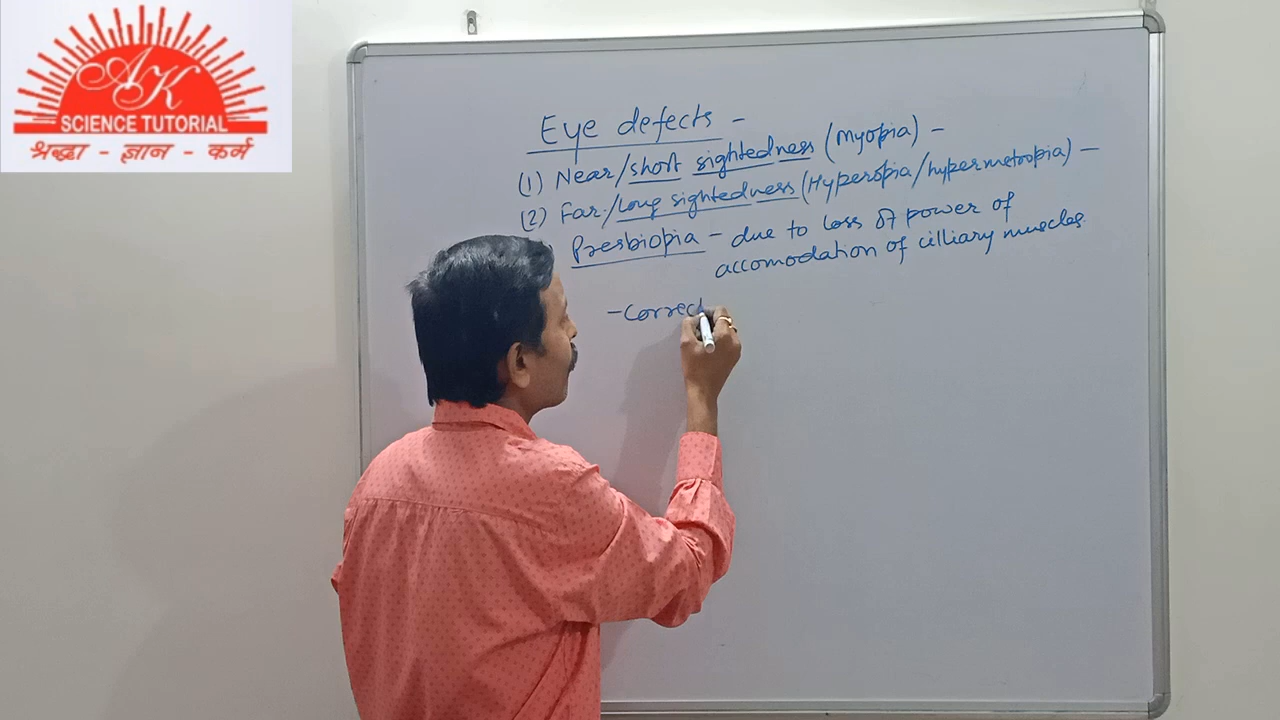 AK
SCIENCE TUTORIAL
श्रद्धा - ज्ञान - कर्म
Eye defects -
(1) Near/short sightedness (Myopia) -
(2) Far/long sightedness (Hyperopia/hypermetropia) -
Presbiopia - due to loss of power of
accomodation of cilliary muscles
- Correct